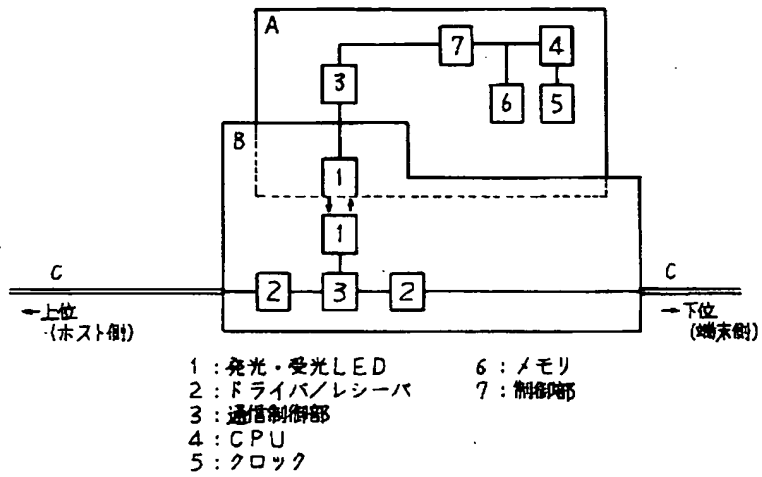 A
7
4
3
6
5
B
1
1
C
C
2
3
2
←上位
(ホスト側)
→下位
(端末側)
1：発光・受光LED
2：ドライバ/レシーバ
3：通信制御部
4：CPU
5：クロック
6：メモリ
7：制御部